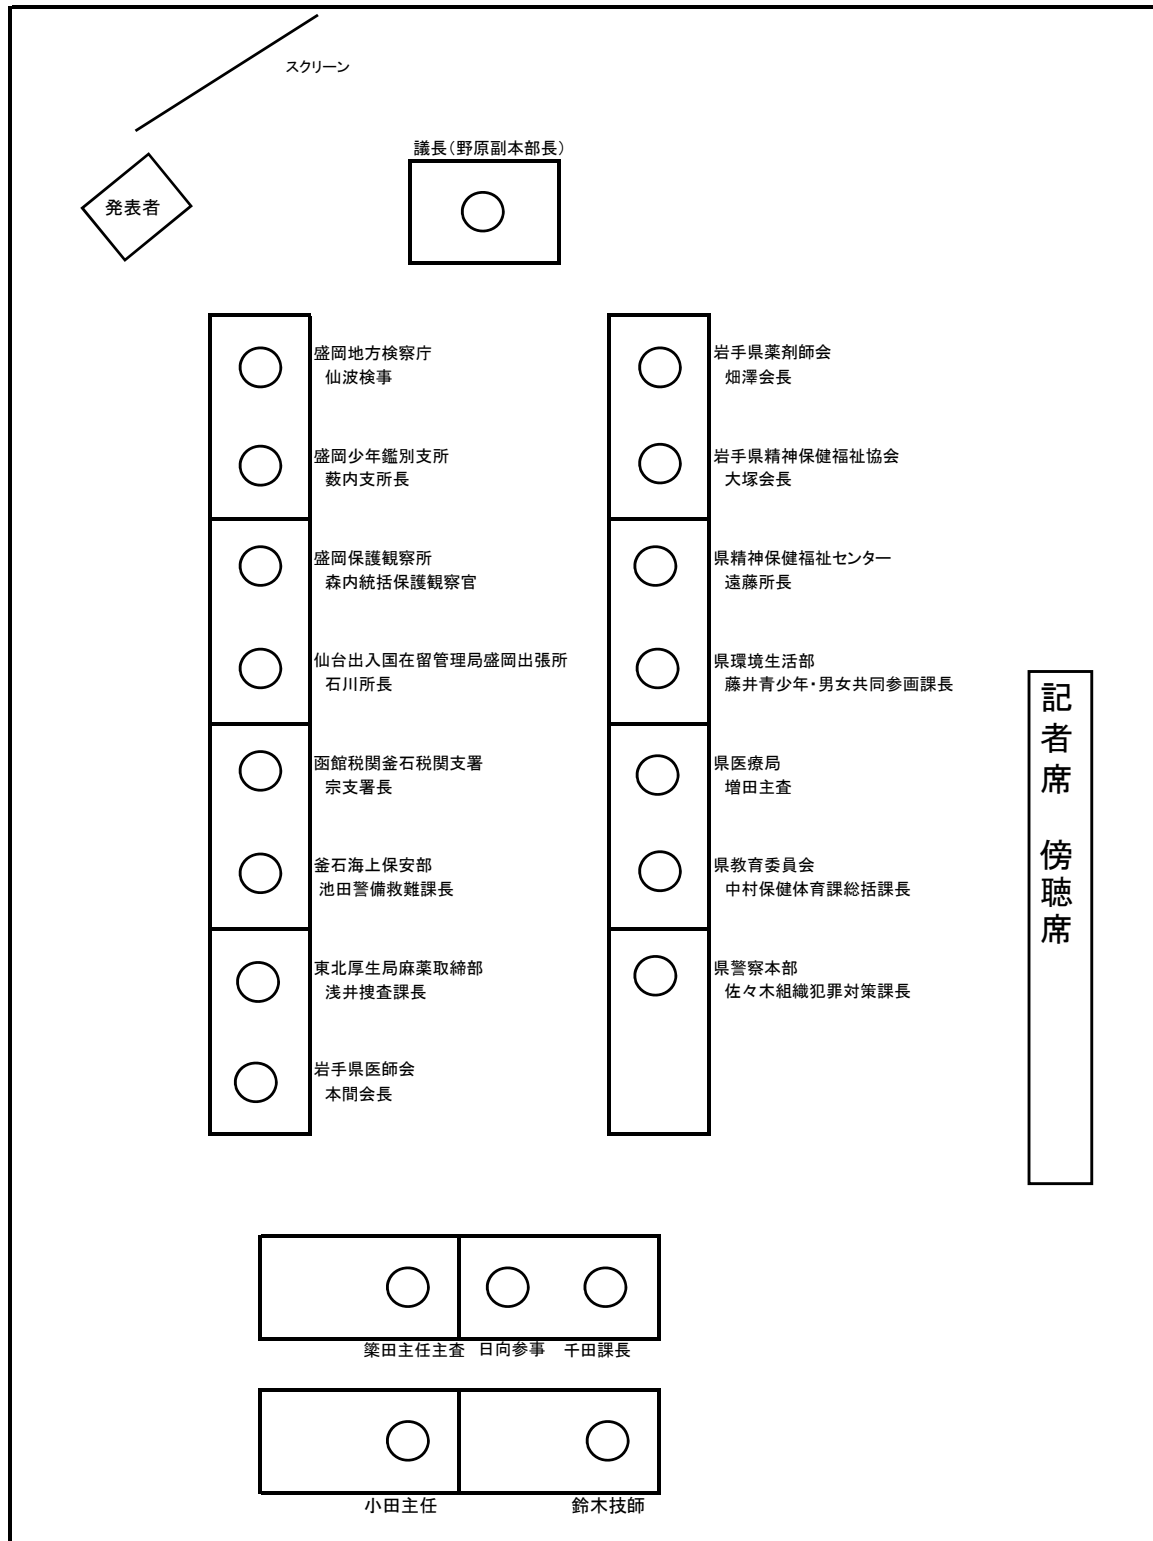 スクリーン
議長（野原副本部長）
発表者
盛岡地方検察庁
仙波検事
盛岡少年鑑別支所
薮内支所長
盛岡保護観察所
森内統括保護観察官
仙台出入国在留管理局盛岡出張所
石川所長
函館税関釜石税関支署
宗支署長
釜石海上保安部
池田警備救難課長
東北厚生局麻薬取締部
浅井捜査課長
岩手県医師会
本間会長
岩手県薬剤師会
畑澤会長
岩手県精神保健福祉協会
大塚会長
県精神保健福祉センター
遠藤所長
県環境生活部
藤井青少年・男女共同参画課長
県医療局
増田主査
県教育委員会
中村保健体育課総括課長
県警察本部
佐々木組織犯罪対策課長
記者席　傍聴席
簗田主任主査
日向参事
千田課長
小田主任
鈴木技師